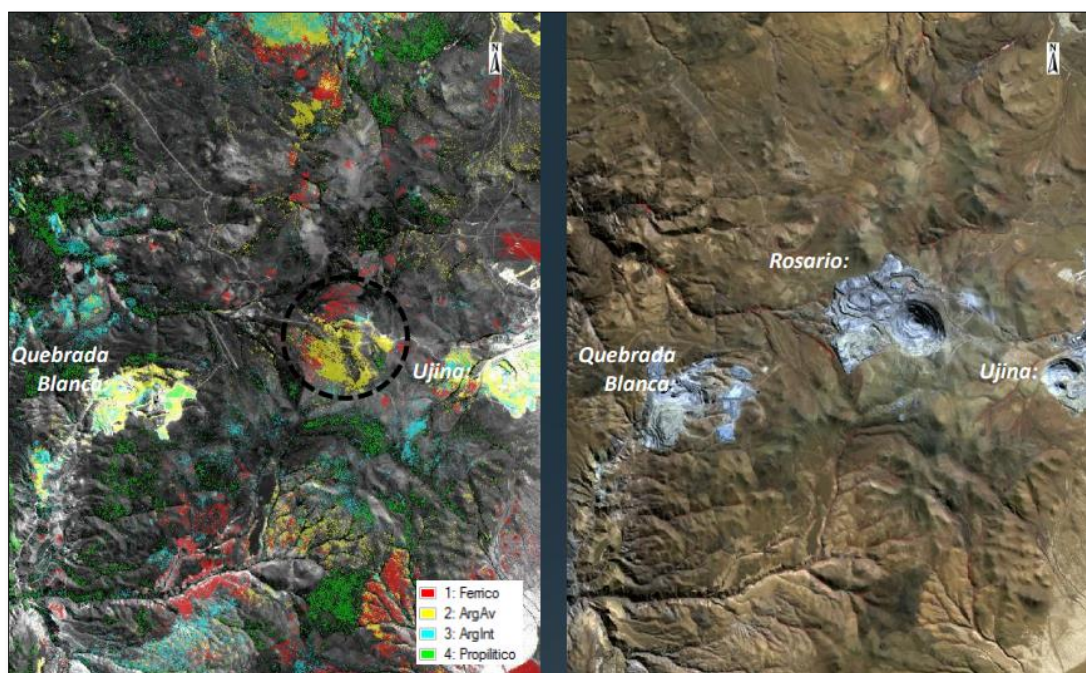 N
N
Rosario:
Quebrada
Blanca:
Ujina:
Quebrada
Blanca:
Ujina:
1: Ferrico
2: ArgAv
3: ArgInt
4: Propilitico